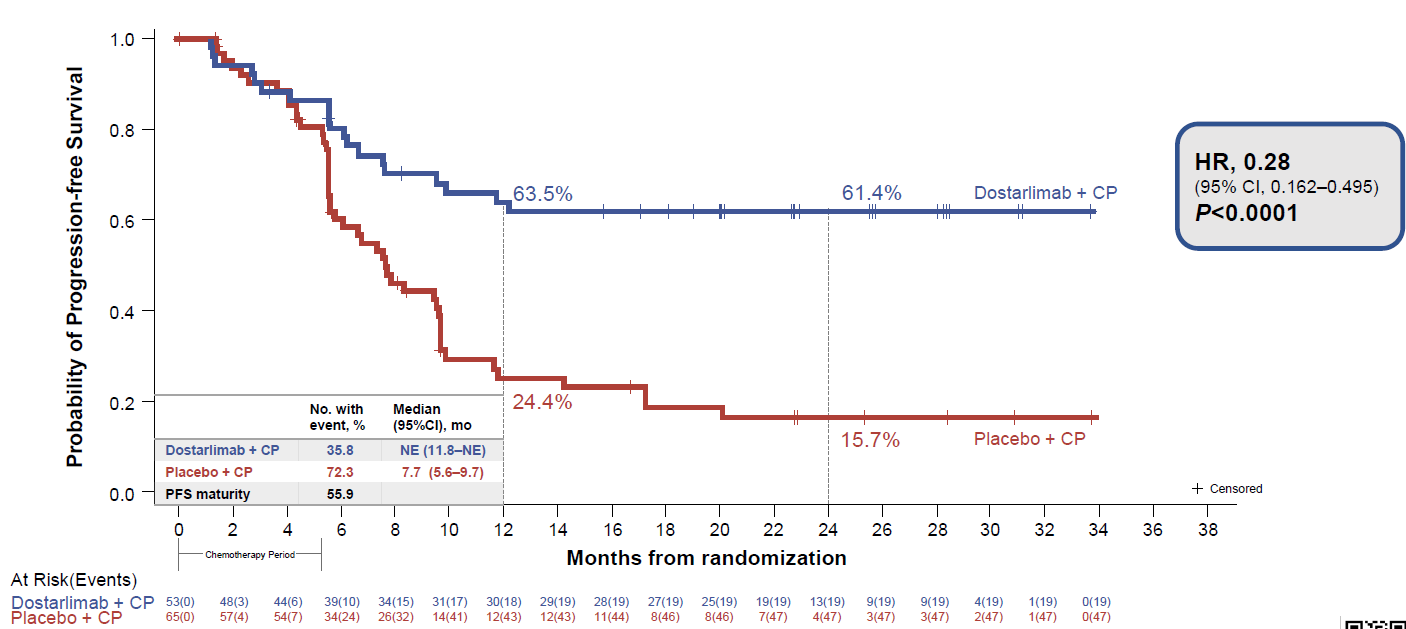 1.0
0.8
0.6
0.4
0.2
0.0
Probability of Progression-free Survival
63.5%
61.4%
Dostarlimab + CP
24.4%
15.7%
Placebo + CP
HR, 0.28
(95% CI, 0.162–0.495)
P<0.0001
No. with event, % Median (95%CI), mo
Dostarlimab + CP 35.8 NE (11.8–NE)
Placebo + CP 72.3 7.7 (5.6–9.7)
PFS maturity 55.9
+ Censored
0 2 4 6 8 10 12 14 16 18 20 22 24 26 28 30 32 34 36 38
Chemotherapy Period
Months from randomization
At Risk(Events)
Dostarlimab + CP 53(0) 48(3) 44(6) 39(10) 34(15) 31(17) 30(18) 29(19) 28(19) 27(19) 25(19) 19(19) 13(19) 9(19) 9(19) 4(19) 1(19) 0(19)
Placebo + CP 65(0) 57(4) 54(7) 34(24) 26(32) 14(41) 12(43) 12(43) 11(44) 8(46) 8(46) 7(47) 4(47) 3(47) 3(47) 2(47) 1(47) 0(47)